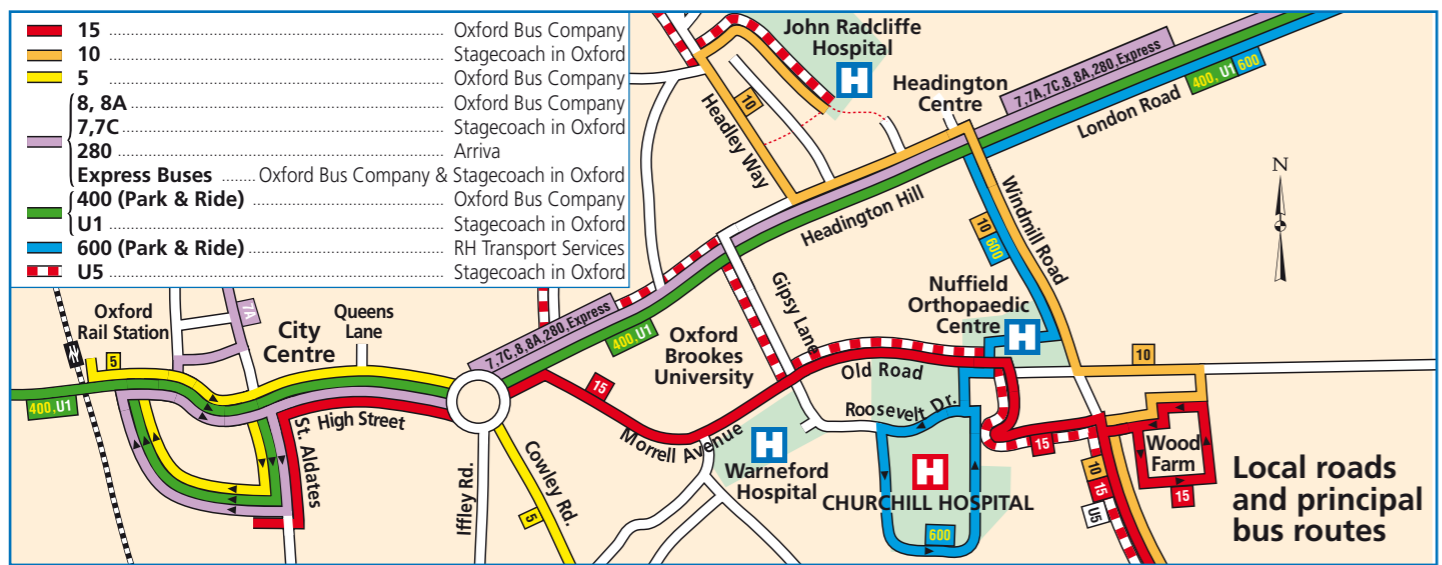 15 ........ Oxford Bus Company
10 ........ Stagecoach in Oxford
5 ........ Oxford Bus Company
8, 8A ........ Oxford Bus Company
7,7C ........ Stagecoach in Oxford
280 ........ Arriva
Express Buses ........ Oxford Bus Company & Stagecoach in Oxford
400 (Park & Ride) ........ Oxford Bus Company
U1 ........ Stagecoach in Oxford
600 (Park & Ride) ........ RH Transport Services
U5 ........ Stagecoach in Oxford
John Radcliffe
Hospital
H
Headington
Centre
7,7A,7C,8,8A,280,Express
400, U1 600
London Road
10
Headley Way
Headington Hill
N
Windmill Road
10 600
Nuffield
Orthopaedic
Centre
H
Oxford
Rail Station
7A
City
Centre
Queens
Lane
5
7,7C,8,8A,280,Express
400,U1
Oxford
Brookes
University
Gipsy Lane
Old Road
10
400,U1
High Street
St. Aldates
15
Morrell Avenue
Roosevelt Dr.
Iffley Rd.
Cowley Rd.
5
H
Warneford
Hospital
H
CHURCHILL HOSPITAL
600
15
10 15
U5
Wood
Farm
15
Local roads
and principal
bus routes